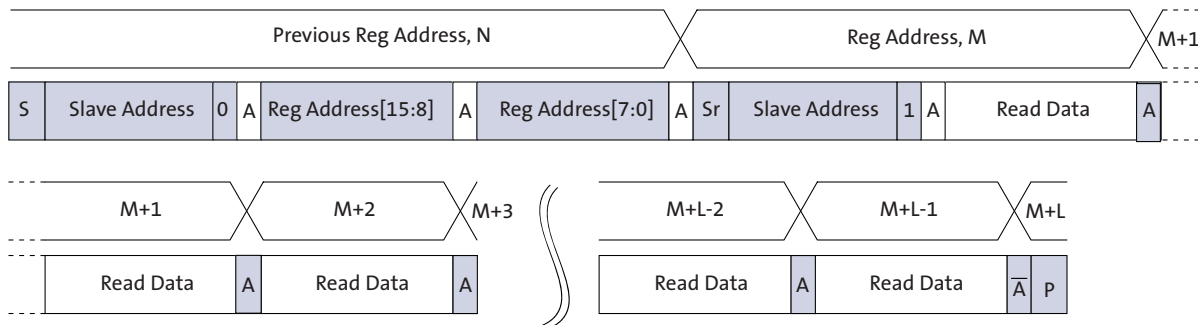 Previous Reg Address, N Reg Address, M M+1
S Slave Address 0 A Reg Address[15:8] A Reg Address[7:0] A Sr Slave Address 1 A Read Data A
M+1 M+2 M+3 M+L-2 M+L-1 M+L
Read Data A Read Data A Read Data A Read Data A̅ P